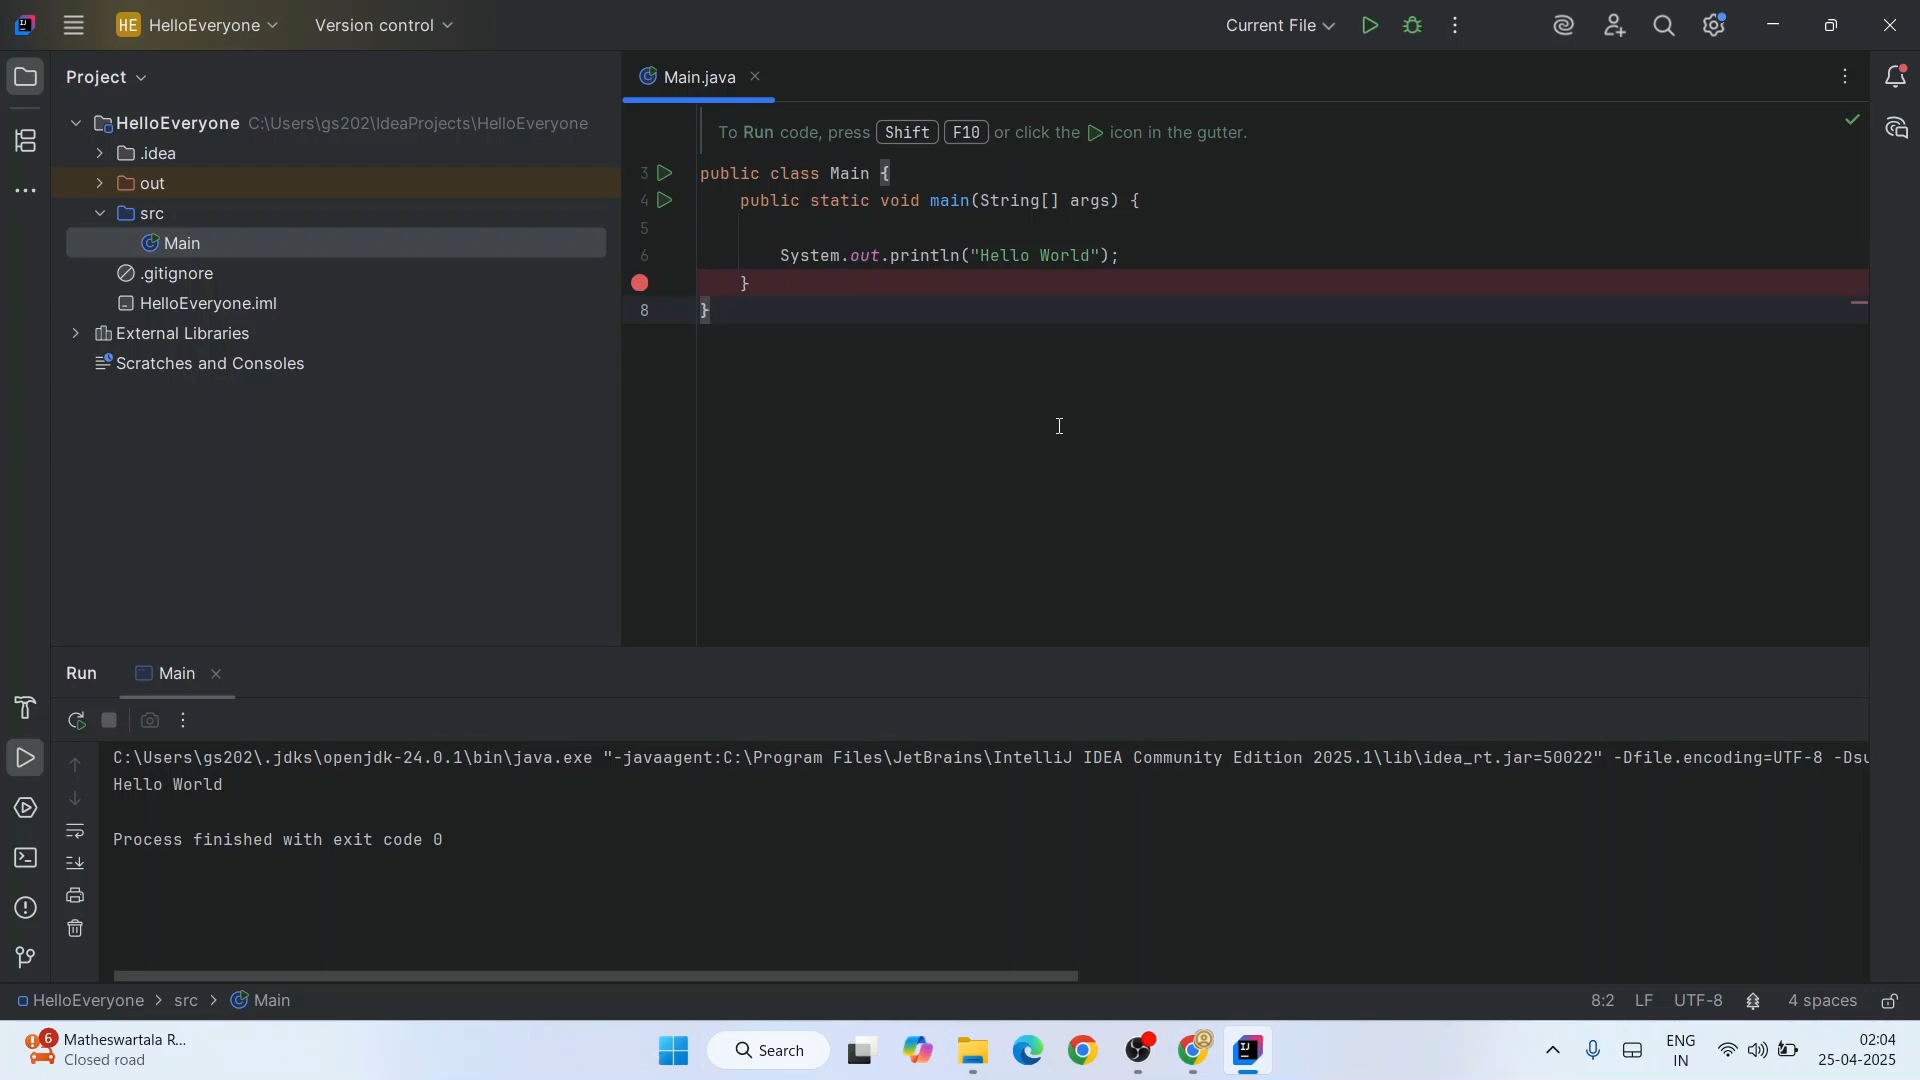 HE HelloEveryone Version control Current File
Project
Main.java
HelloEveryone C:\Users\gs202\IdeaProjects\HelloEveryone
.idea
out
src
Main
.gitignore
HelloEveryone.iml
External Libraries
Scratches and Consoles
To Run code, press Shift F10 or click the icon in the gutter.
3 public class Main {
4 public static void main(String[] args) {
5
6 System.out.println("Hello World");
}
8 }
Run Main
C:\Users\gs202\.jdks\openjdk-24.0.1\bin\java.exe "-javaagent:C:\Program Files\JetBrains\IntelliJ IDEA Community Edition 2025.1\lib\idea_rt.jar=50022" -Dfile.encoding=UTF-8 -Dsu
Hello World
Process finished with exit code 0
HelloEveryone > src > Main 8:2 LF UTF-8 4 spaces
6 Matheswartala R...
Closed road
Search
ENG
IN
02:04
25-04-2025